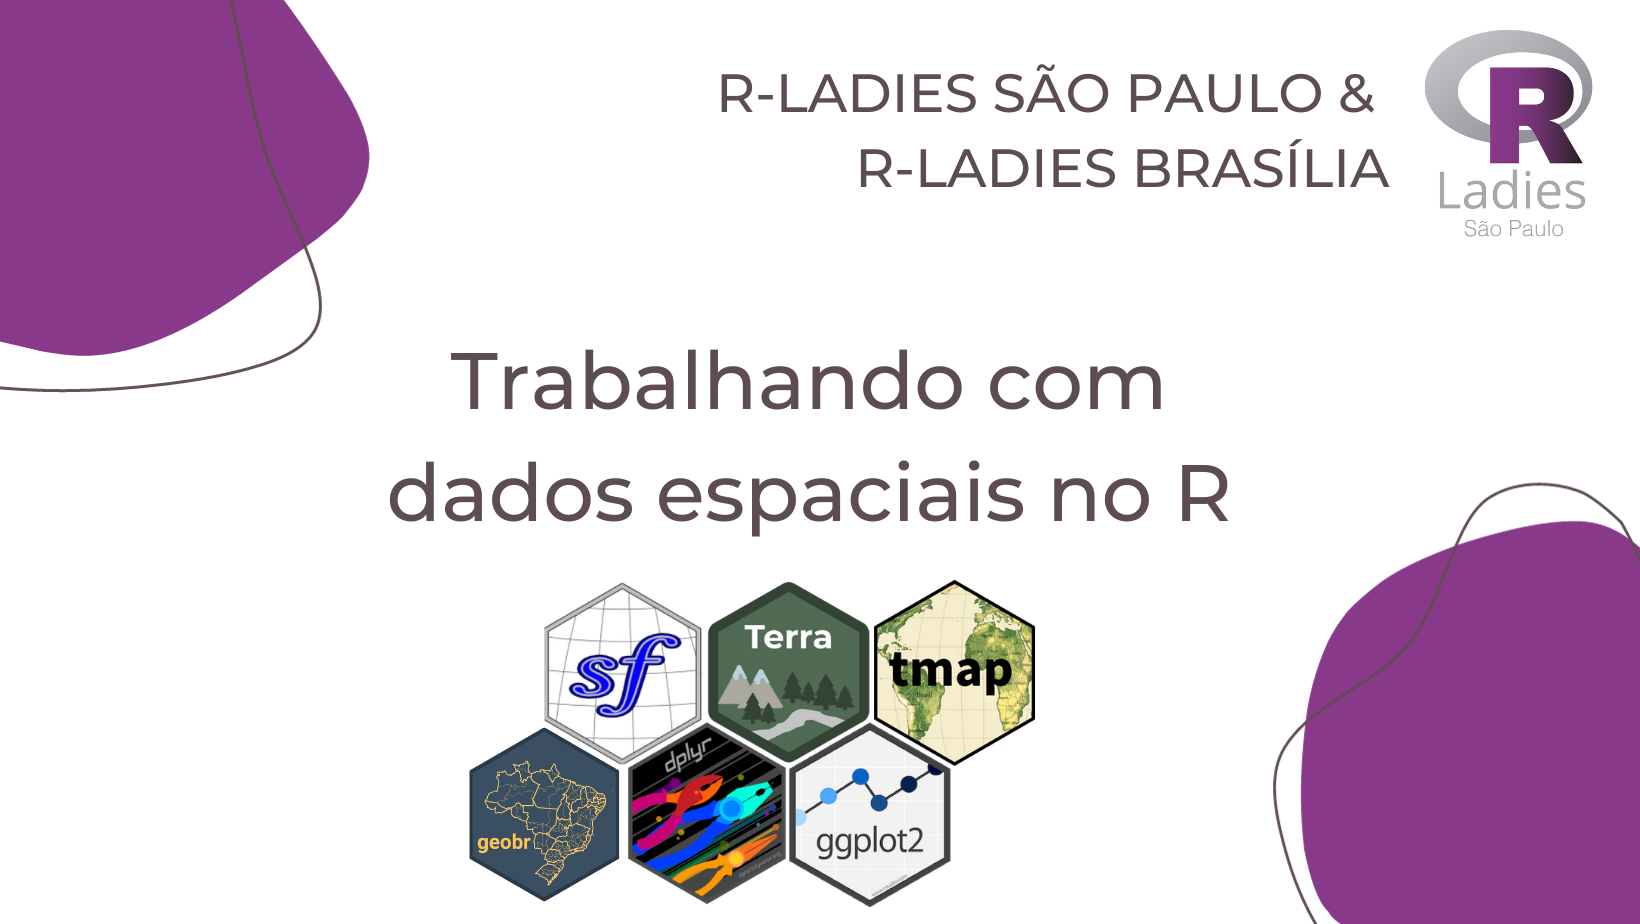 R-LADIES SÃO PAULO &
R-LADIES BRASÍLIA
R
Ladies
São Paulo
Trabalhando com
dados espaciais no R
sf
Terra
tmap
geobr
dplyr
ggplot2